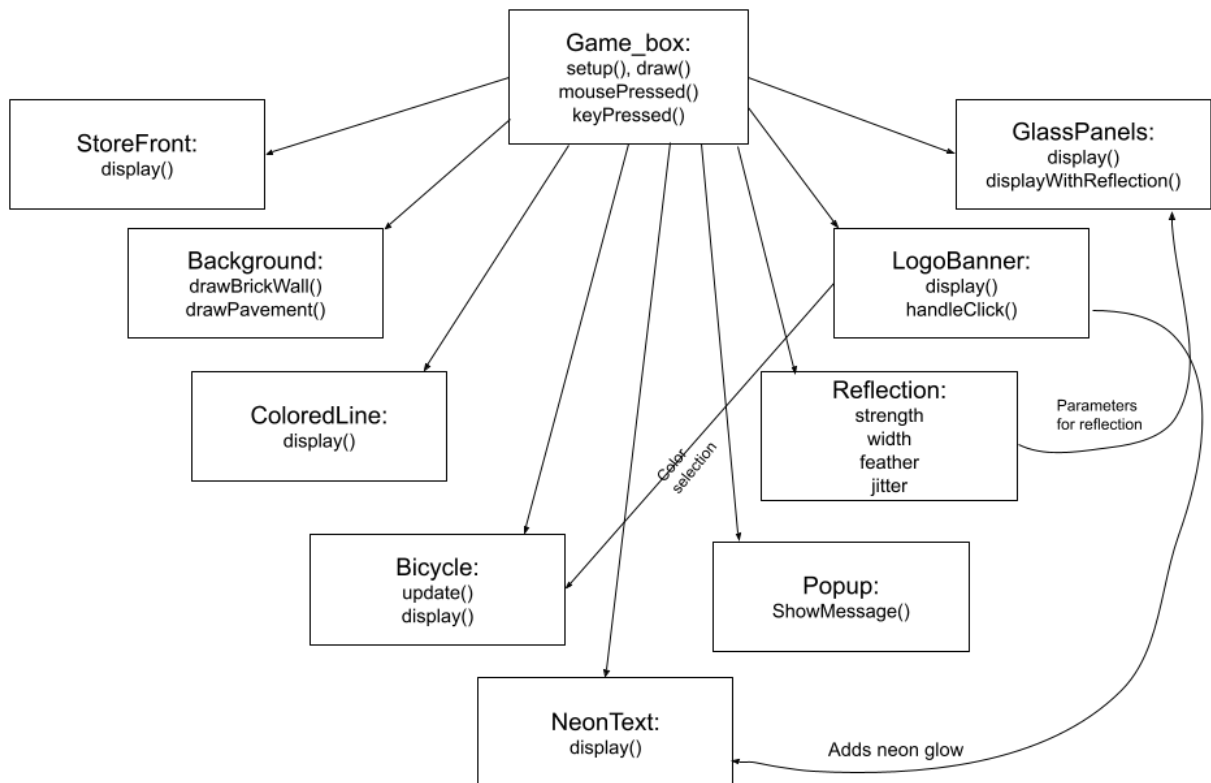 Game_box:
setup(), draw()
mousePressed()
keyPressed()
StoreFront:
display()
GlassPanels:
display()
displayWithReflection()
Background:
drawBrickWall()
drawPavement()
LogoBanner:
display()
handleClick()
ColoredLine:
display()
Reflection:
strength
width
feather
jitter
Parameters
for reflection
Color
selection
Bicycle:
update()
display()
Popup:
ShowMessage()
NeonText:
display()
Adds neon glow